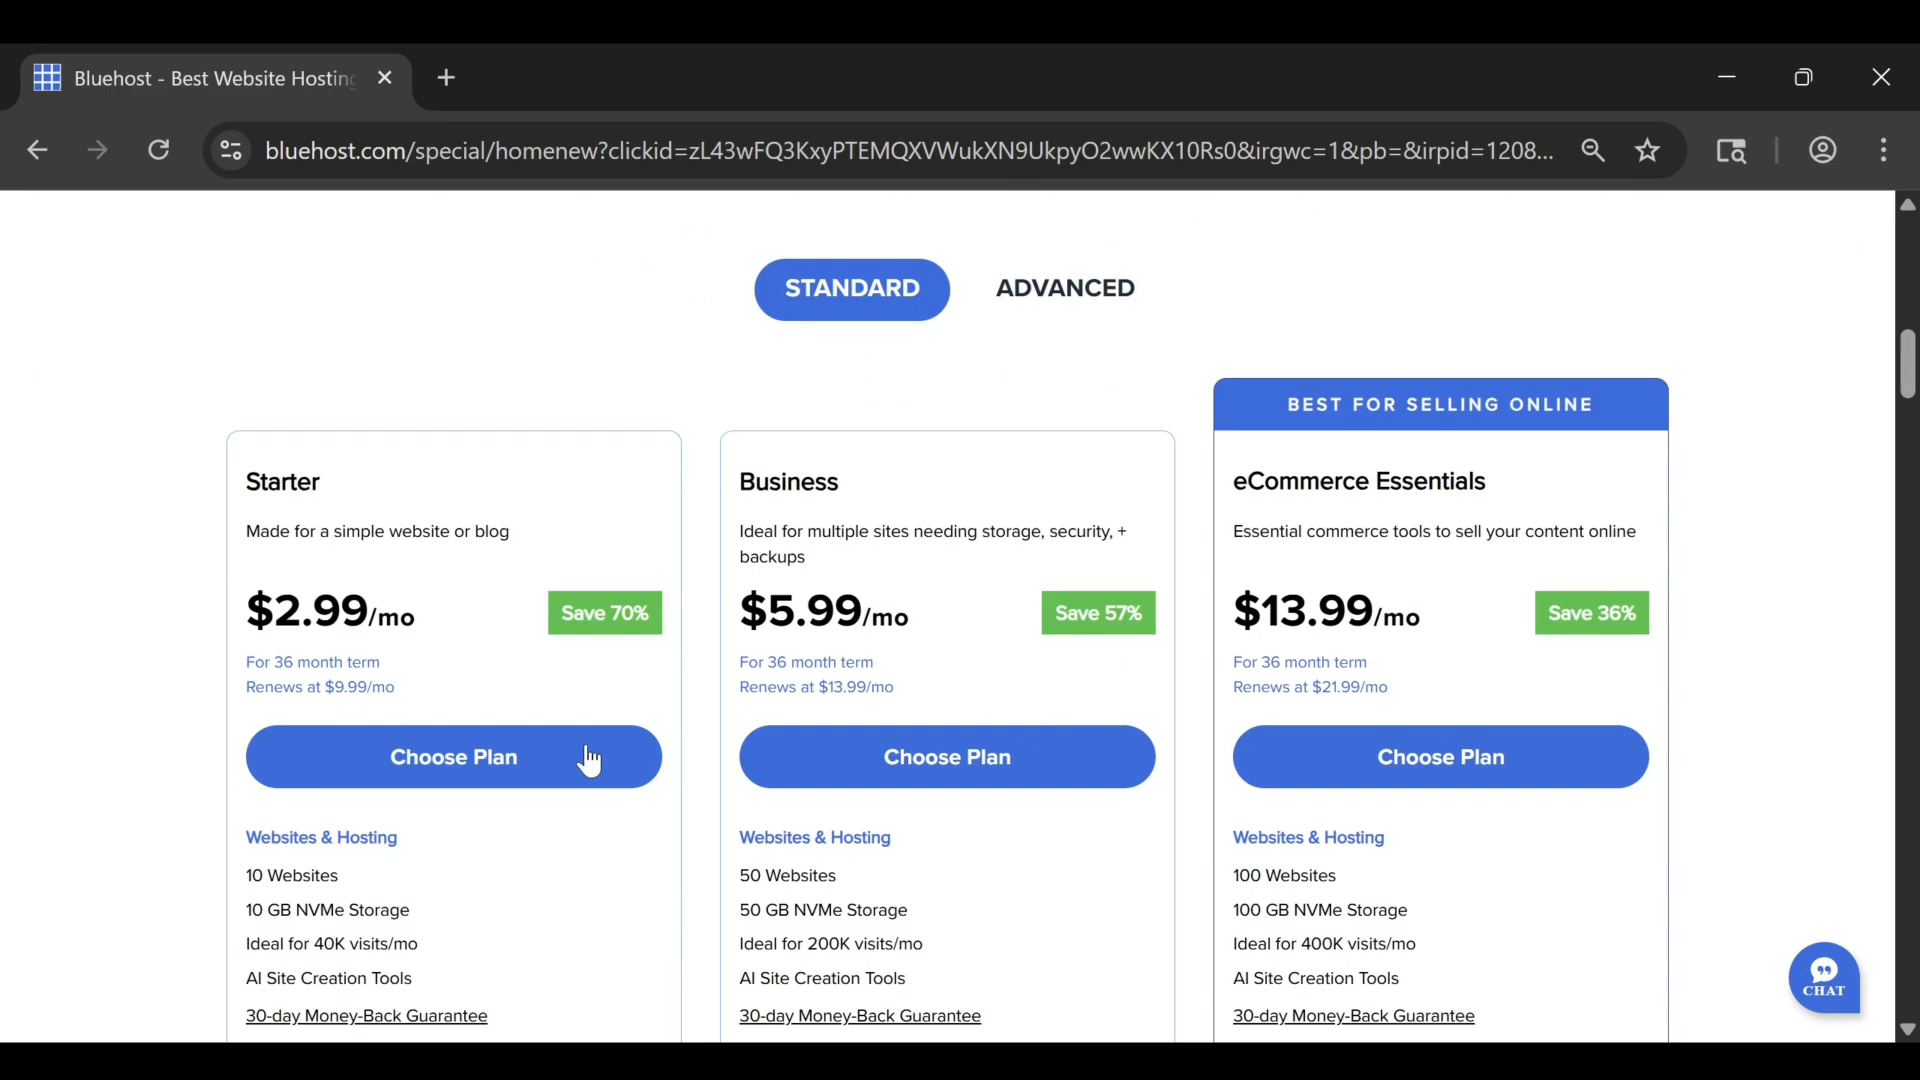 Bluehost - Best Website Hosting
bluehost.com/special/homenew?clickid=zL43wFQ3KxyPTEMQXVWukXN9UkpyO2wwKX10Rs0&irgwc=1&pb=&irpid=1208...
STANDARD
ADVANCED
BEST FOR SELLING ONLINE
Starter
Made for a simple website or blog
$2.99/mo
Save 70%
For 36 month term
Renews at $9.99/mo
Choose Plan
Websites & Hosting
10 Websites
10 GB NVMe Storage
Ideal for 40K visits/mo
AI Site Creation Tools
30-day Money-Back Guarantee
Business
Ideal for multiple sites needing storage, security, +
backups
$5.99/mo
Save 57%
For 36 month term
Renews at $13.99/mo
Choose Plan
Websites & Hosting
50 Websites
50 GB NVMe Storage
Ideal for 200K visits/mo
AI Site Creation Tools
30-day Money-Back Guarantee
eCommerce Essentials
Essential commerce tools to sell your content online
$13.99/mo
Save 36%
For 36 month term
Renews at $21.99/mo
Choose Plan
Websites & Hosting
100 Websites
100 GB NVMe Storage
Ideal for 400K visits/mo
AI Site Creation Tools
30-day Money-Back Guarantee
CHAT